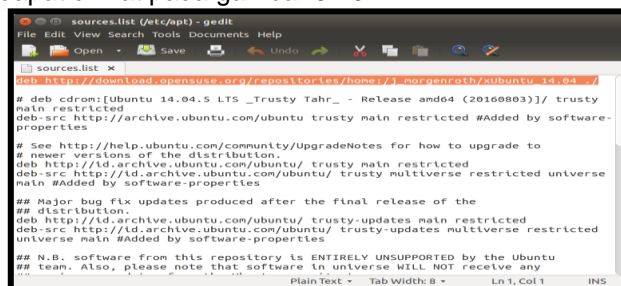 sources.list (/etc/apt) - gedit
File Edit View Search Tools Documents Help
Open Save Undo
sources.list ×
deb http://download.opensuse.org/repositories/home:/j_morgenroth/xUbuntu_14.04 ./
# deb cdrom:[Ubuntu 14.04.5 LTS _Trusty Tahr_ - Release amd64 (20160803)]/ trusty
main restricted
deb-src http://archive.ubuntu.com/ubuntu trusty main restricted #Added by software-
properties
# See http://help.ubuntu.com/community/UpgradeNotes for how to upgrade to
# newer versions of the distribution.
deb http://id.archive.ubuntu.com/ubuntu/ trusty main restricted
deb-src http://id.archive.ubuntu.com/ubuntu/ trusty multiverse restricted universe
main #Added by software-properties
## Major bug fix updates produced after the final release of the
## distribution.
deb http://id.archive.ubuntu.com/ubuntu/ trusty-updates main restricted
deb-src http://id.archive.ubuntu.com/ubuntu/ trusty-updates multiverse restricted
universe main #Added by software-properties
## N.B. software from this repository is ENTIRELY UNSUPPORTED by the Ubuntu
## team. Also, please note that software in universe WILL NOT receive any
Plain Text Tab Width: 8 Ln 1, Col 1 INS